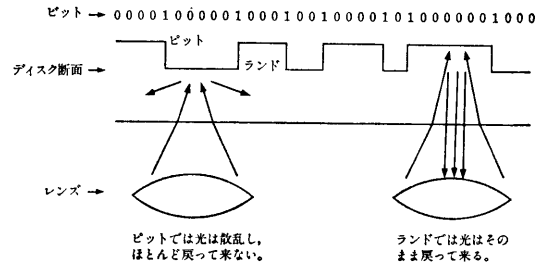 ビット → 00001000001000100100001010000001000
ピット
ランド
ディスク断面 →
レンズ →
ピットでは光は散乱し，
ほとんど戻って来ない。
ランドでは光はその
まま戻って来る。